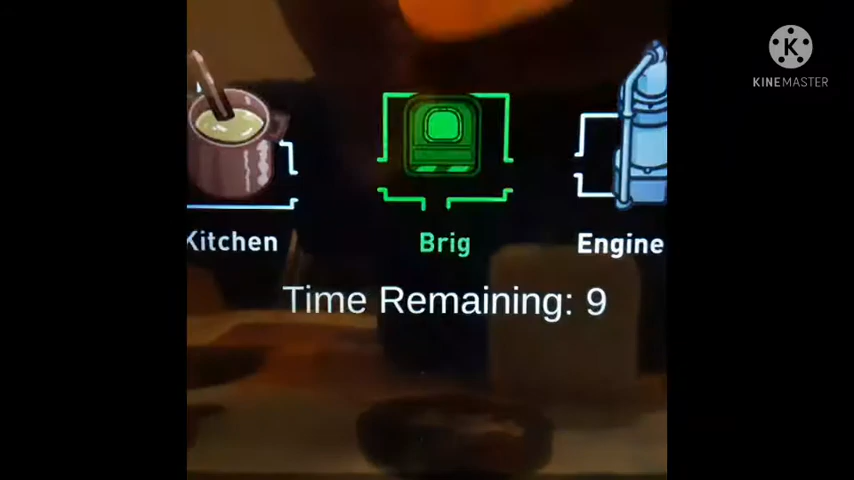 K
KINEMASTER
Kitchen
Brig
Engine
Time Remaining: 9